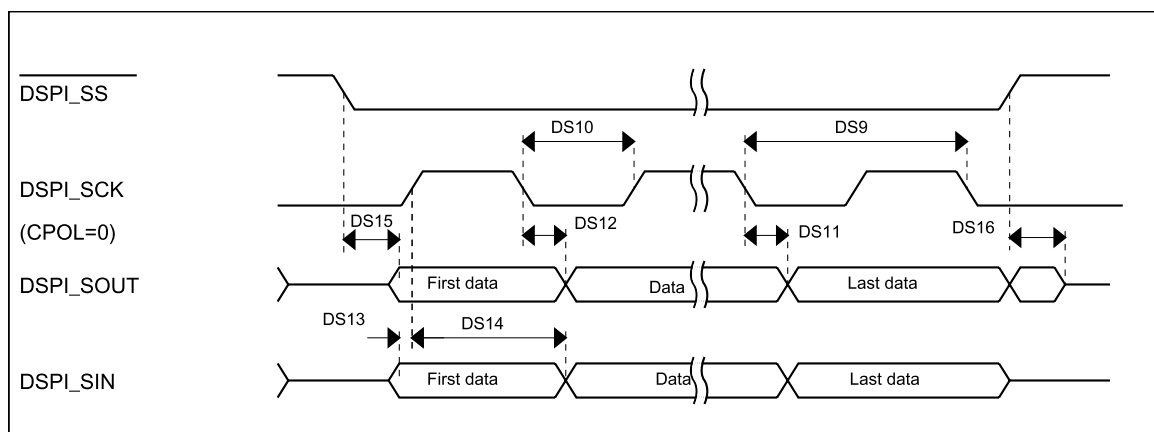 DSPI_SS
DS10
DS9
DSPI_SCK
DS15
DS12
DS11
DS16
(CPOL=0)
DSPI_SOUT
First data
Data
Last data
DS13
DS14
DSPI_SIN
First data
Data
Last data